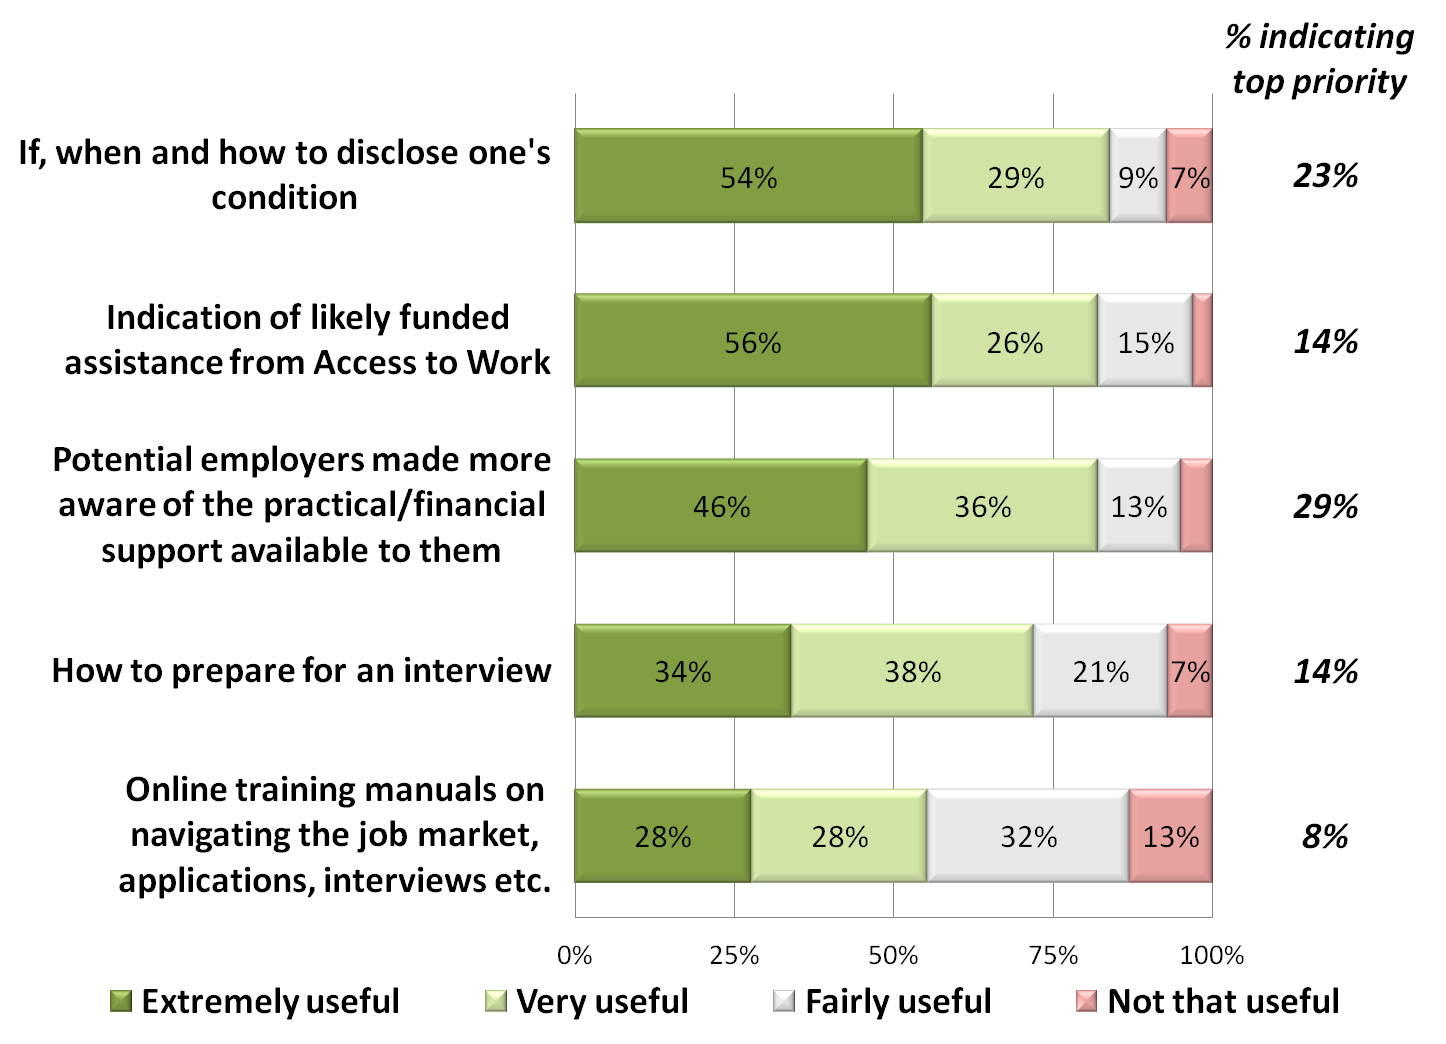 % indicating
top priority
If, when and how to disclose one's
condition
54% 29% 9% 7% 23%
Indication of likely funded
assistance from Access to Work
56% 26% 15% 14%
Potential employers made more
aware of the practical/financial
support available to them
46% 36% 13% 29%
How to prepare for an interview
34% 38% 21% 7% 14%
Online training manuals on
navigating the job market,
applications, interviews etc.
28% 28% 32% 13% 8%
0% 25% 50% 75% 100%
Extremely useful Very useful Fairly useful Not that useful